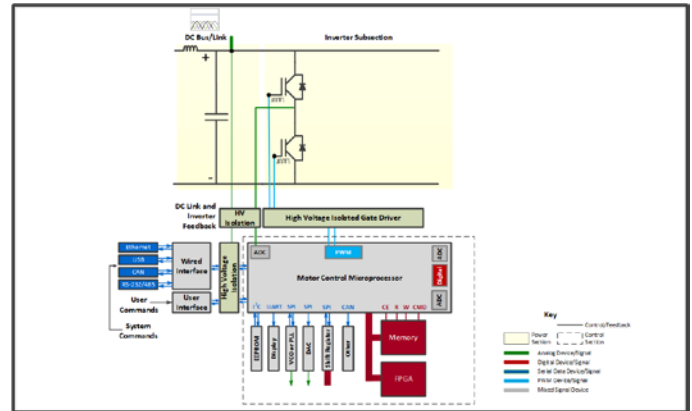 DC Bus/Link
Inverter Subsection
+
-
DC Link and
Inverter
Feedback
HV
Isolation
High Voltage Isolated Gate Driver
Ethernet
USB
CAN
RS-232/485
Wired
Interface
User
Interface
High Voltage
Isolation
User
Commands
System
Commands
ADC
PWM
ADC
Digital
ADC
Motor Control Microprocessor
I²C
UART
SPI
SPI
SPI
CAN
CE
R
W
CMD
EEPROM
Display
VCO or PLL
DAC
Shift Register
Other
Memory
FPGA
Key
Power
Section
Control/Feedback
Control
Section
Analog Device/Signal
Digital Device/Signal
Serial Data Device/Signal
PWM Device/Signal
Mixed Signal Device